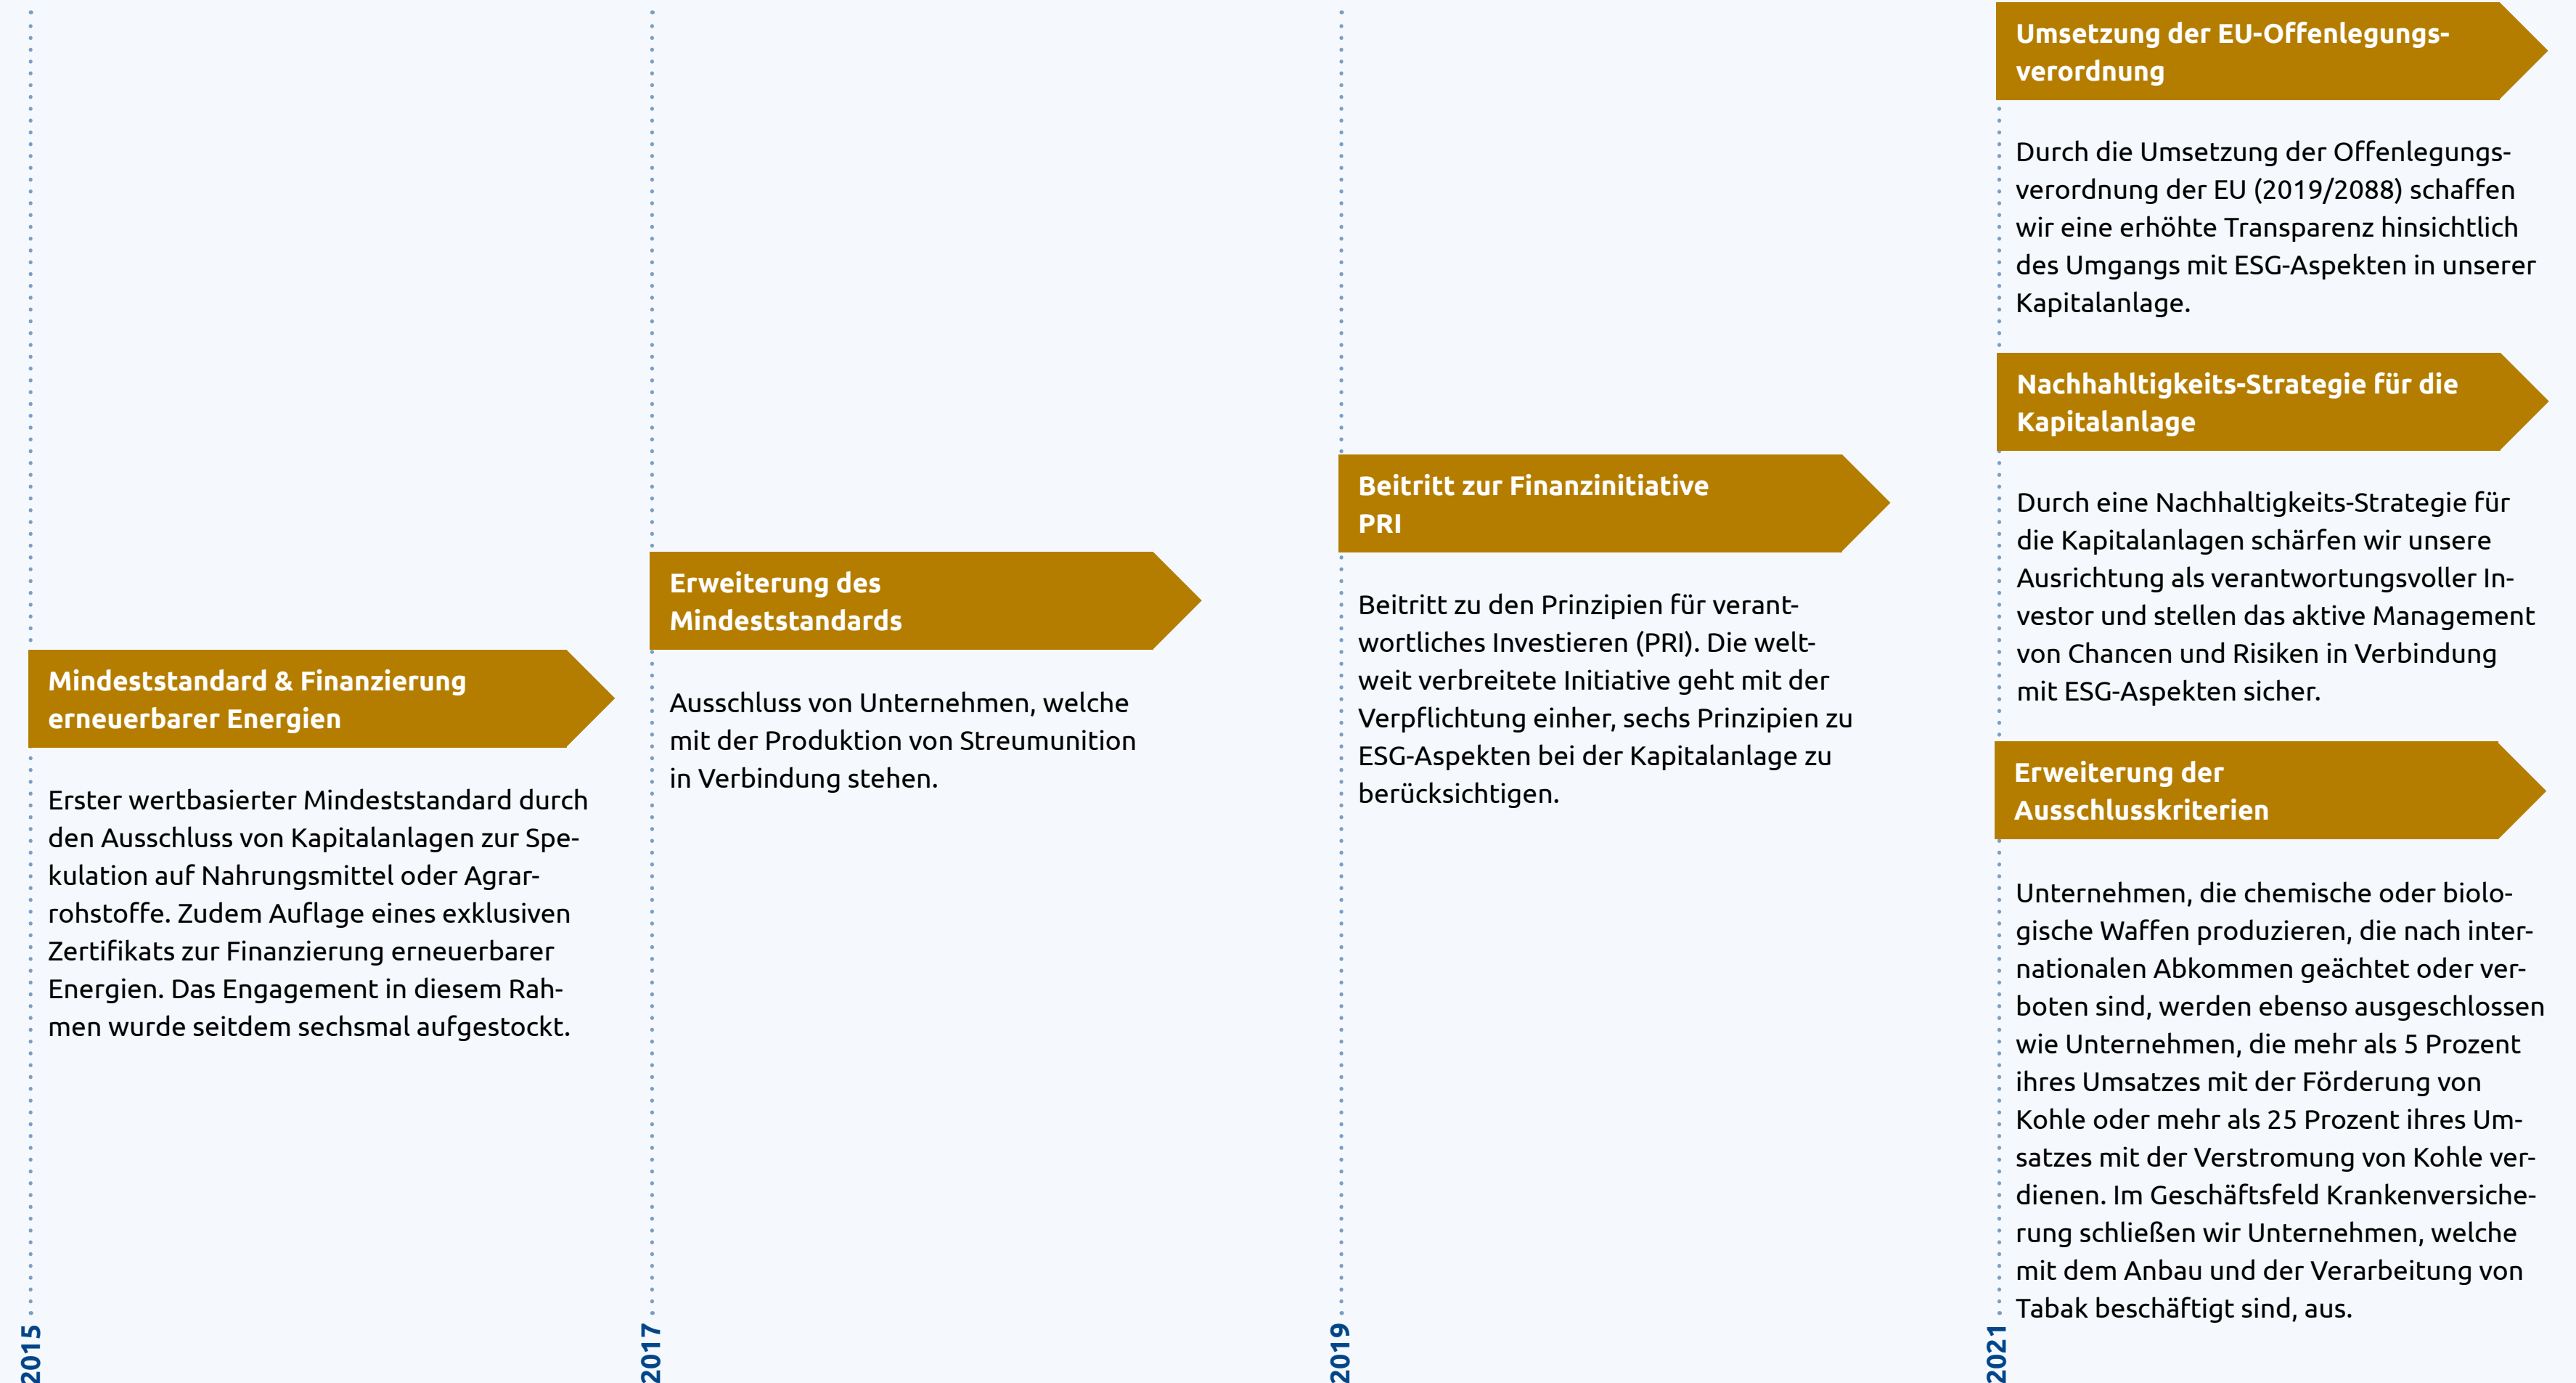 Mindeststandard & Finanzierung
erneuerbarer Energien
Erster wertbasierter Mindeststandard durch
den Ausschluss von Kapitalanlagen zur Spe-
kulation auf Nahrungsmittel oder Agrar-
rohstoffe. Zudem Auflage eines exklusiven
Zertifikats zur Finanzierung erneuerbarer
Energien. Das Engagement in diesem Rah-
men wurde seitdem sechsmal aufgestockt.
2015
Erweiterung des
Mindeststandards
Ausschluss von Unternehmen, welche
mit der Produktion von Streumunition
in Verbindung stehen.
2017
Beitritt zur Finanzinitiative
PRI
Beitritt zu den Prinzipien für verant-
wortliches Investieren (PRI). Die welt-
weit verbreitete Initiative geht mit der
Verpflichtung einher, sechs Prinzipien zu
ESG-Aspekten bei der Kapitalanlage zu
berücksichtigen.
2019
Umsetzung der EU-Offenlegungs-
verordnung
Durch die Umsetzung der Offenlegungs-
verordnung der EU (2019/2088) schaffen
wir eine erhöhte Transparenz hinsichtlich
des Umgangs mit ESG-Aspekten in unserer
Kapitalanlage.
Nachhahltigkeits-Strategie für die
Kapitalanlage
Durch eine Nachhaltigkeits-Strategie für
die Kapitalanlagen schärfen wir unsere
Ausrichtung als verantwortungsvoller In-
vestor und stellen das aktive Management
von Chancen und Risiken in Verbindung
mit ESG-Aspekten sicher.
Erweiterung der
Ausschlusskriterien
Unternehmen, die chemische oder biolo-
gische Waffen produzieren, die nach inter-
nationalen Abkommen geächtet oder ver-
boten sind, werden ebenso ausgeschlossen
wie Unternehmen, die mehr als 5 Prozent
ihres Umsatzes mit der Förderung von
Kohle oder mehr als 25 Prozent ihres Um-
satzes mit der Verstromung von Kohle ver-
dienen. Im Geschäftsfeld Krankenversiche-
rung schließen wir Unternehmen, welche
mit dem Anbau und der Verarbeitung von
Tabak beschäftigt sind, aus.
2021